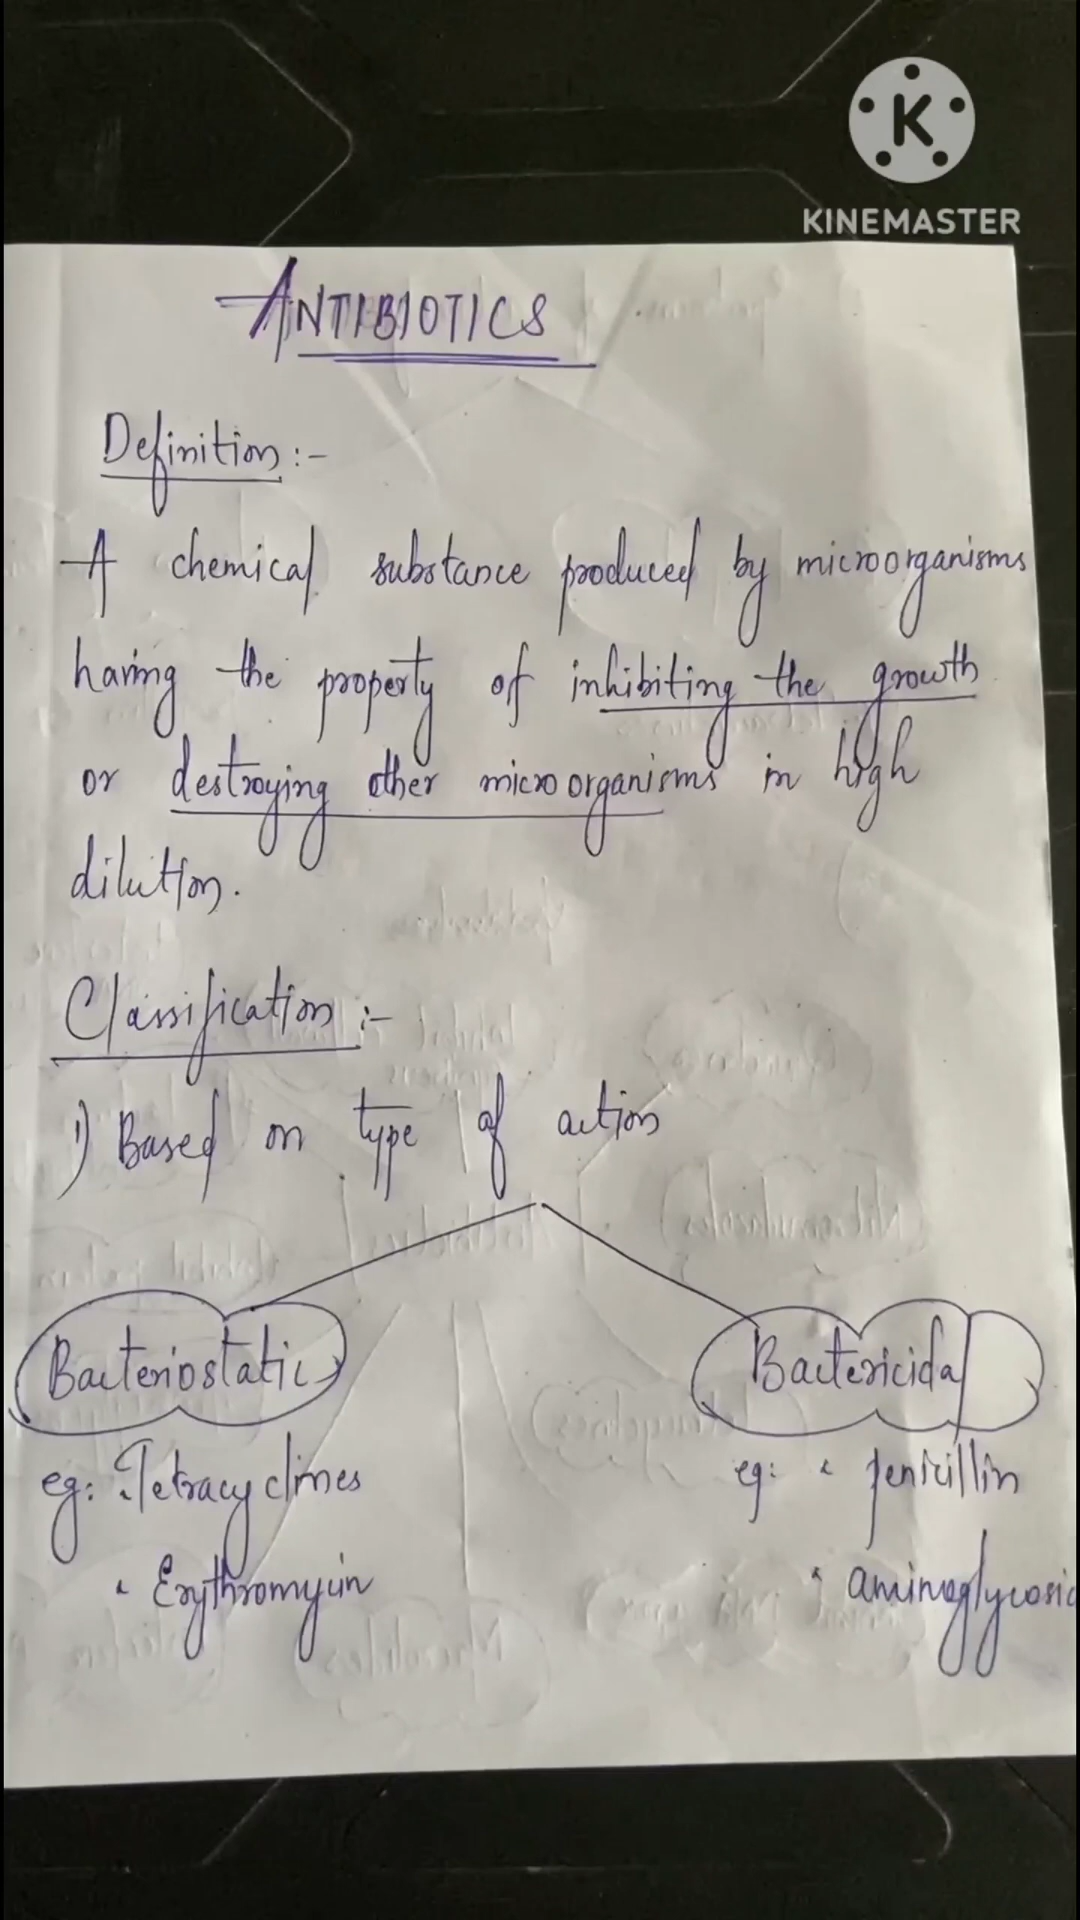 K
KINEMASTER
ANTIBIOTICS
Definition :-
A chemical substance produced by microorganisms
having the property of inhibiting the growth
or destroying other microorganisms in high
dilution.
Classification :-
1) Based on type of action
Bacteriostatic
Bactericidal
eg: Tetracyclines
eg: penicillin
Erythromycin
aminoglycosid